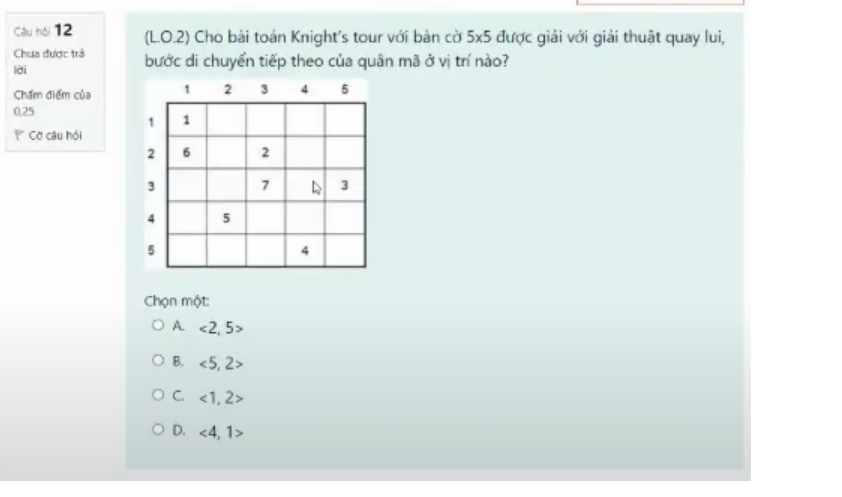 Câu hỏi 12
Chưa được trả
lời
Chấm điểm của
0,25
Cờ câu hỏi
(L.O.2) Cho bài toán Knight's tour với bàn cờ 5x5 được giải với giải thuật quay lui,
bước di chuyển tiếp theo của quân mã ở vị trí nào?
1 2 3 4 5
1 1
2 6 2
3 7 3
4 5
5 4
Chọn một:
A. <2, 5>
B. <5, 2>
C. <1, 2>
D. <4, 1>